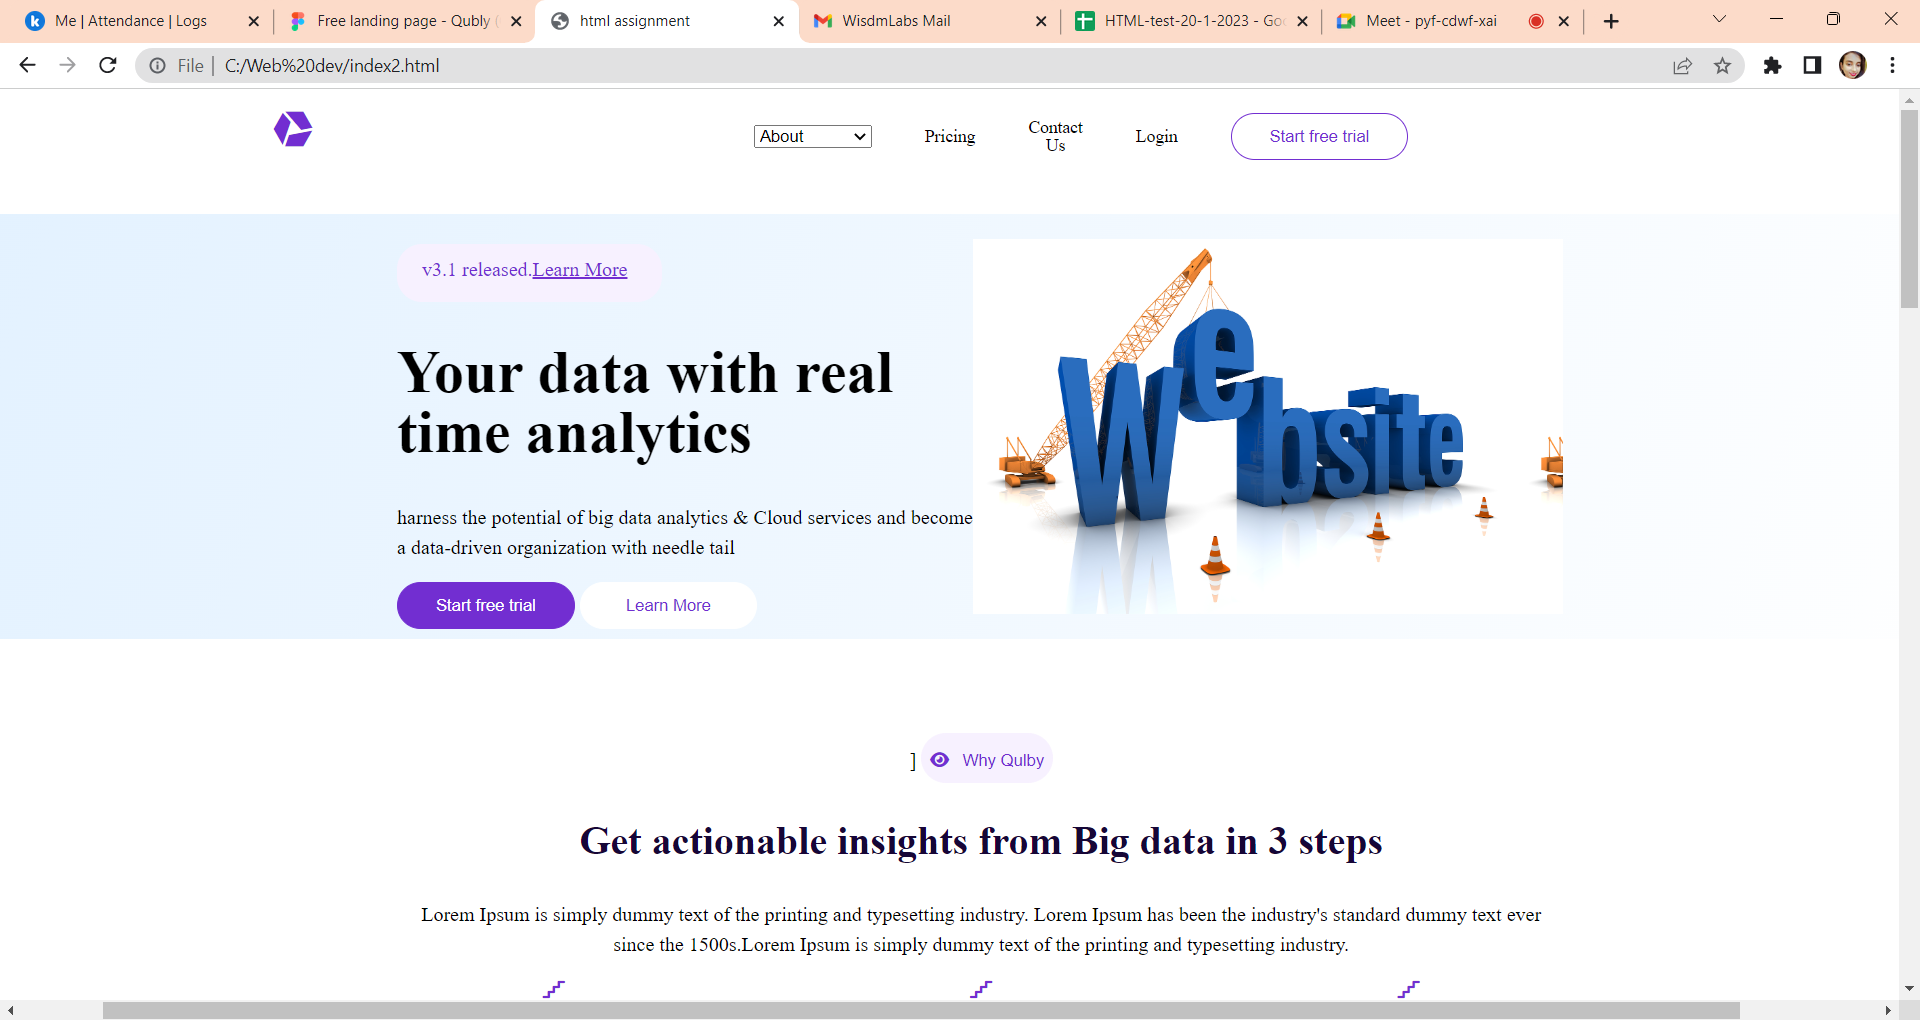 Me | Attendance | Logs
Free landing page - Qubly (
html assignment
WisdmLabs Mail
HTML-test-20-1-2023 - Goo
Meet - pyf-cdwf-xai
File | C:/Web%20dev/index2.html
About
Pricing
Contact
Us
Login
Start free trial
v3.1 released.Learn More
Your data with real
time analytics
harness the potential of big data analytics & Cloud services and become
a data-driven organization with needle tail
Start free trial
Learn More
Website
] Why Qulby
Get actionable insights from Big data in 3 steps
Lorem Ipsum is simply dummy text of the printing and typesetting industry. Lorem Ipsum has been the industry's standard dummy text ever
since the 1500s.Lorem Ipsum is simply dummy text of the printing and typesetting industry.